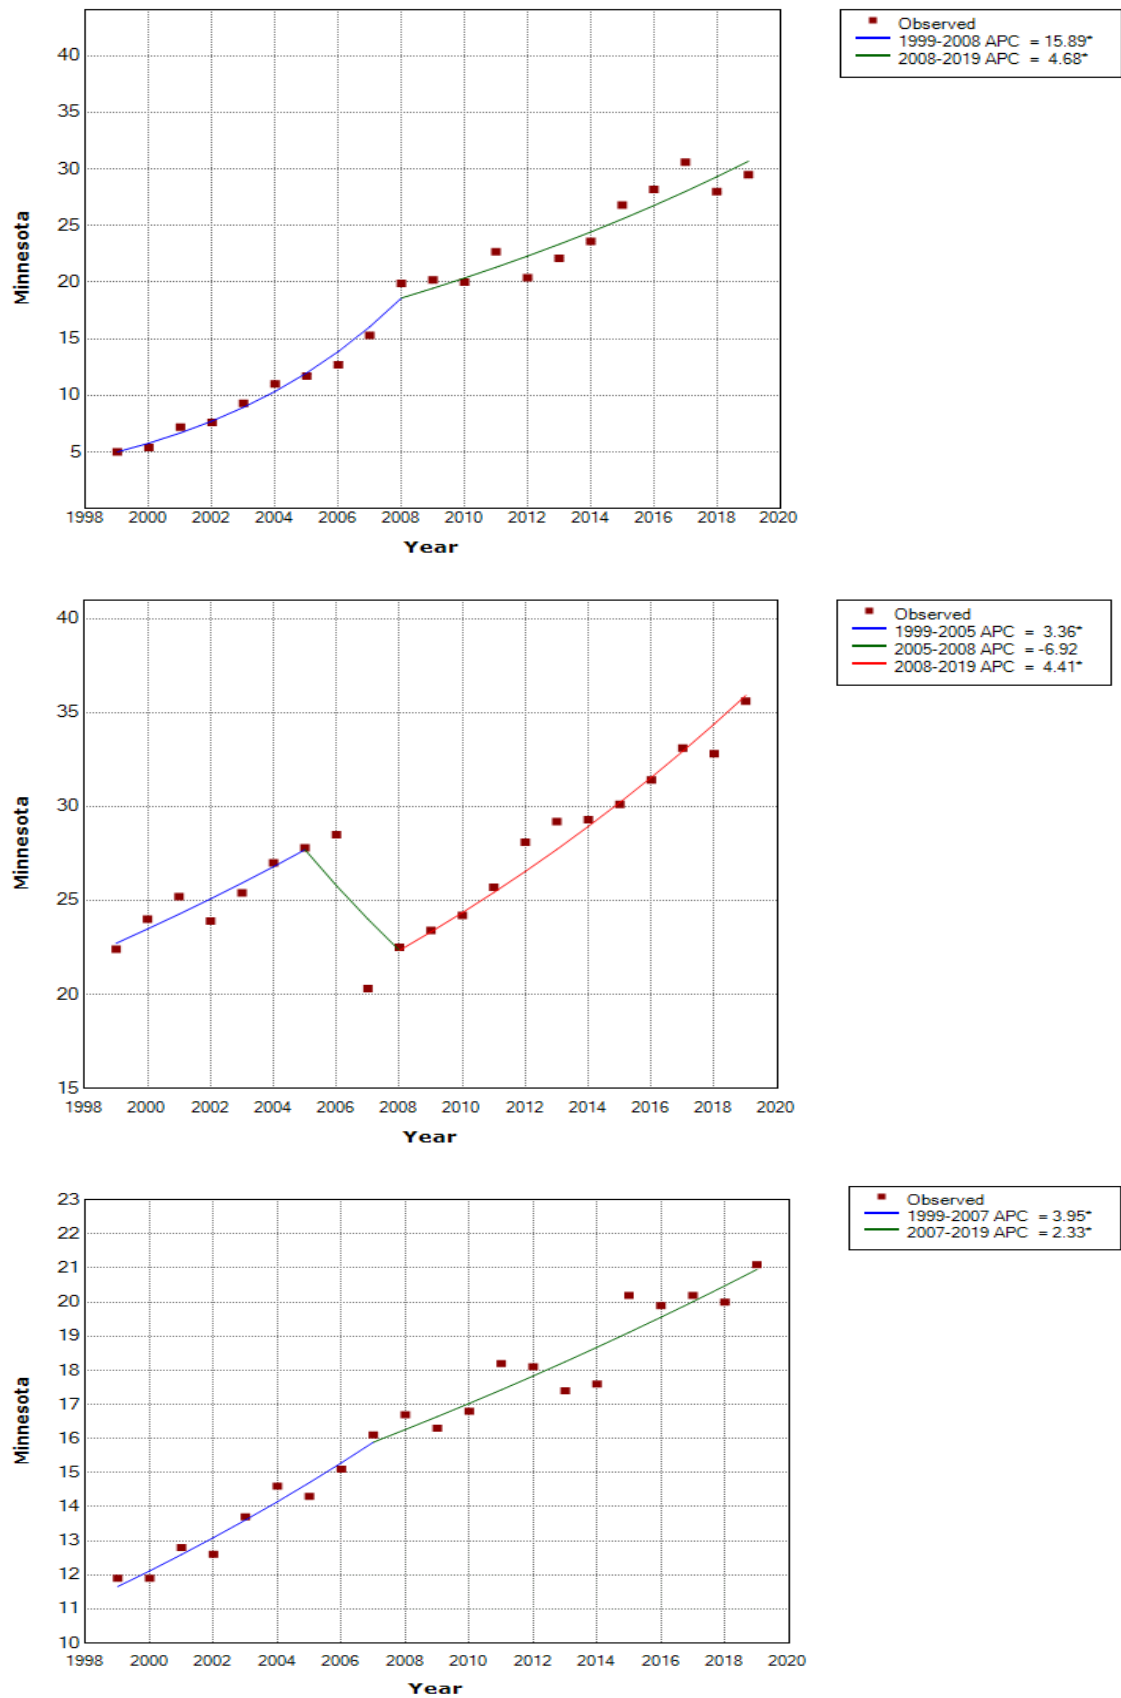 Observed
1999-2008 APC = 15.89*
2008-2019 APC = 4.68*
40
35
30
25
20
15
10
5
Minnesota
1998 2000 2002 2004 2006 2008 2010 2012 2014 2016 2018 2020
Year
Observed
1999-2005 APC = 3.36*
2005-2008 APC = -6.92
2008-2019 APC = 4.41*
40
35
30
25
20
15
Minnesota
1998 2000 2002 2004 2006 2008 2010 2012 2014 2016 2018 2020
Year
Observed
1999-2007 APC = 3.95*
2007-2019 APC = 2.33*
23
22
21
20
19
18
17
16
15
14
13
12
11
10
Minnesota
1998 2000 2002 2004 2006 2008 2010 2012 2014 2016 2018 2020
Year